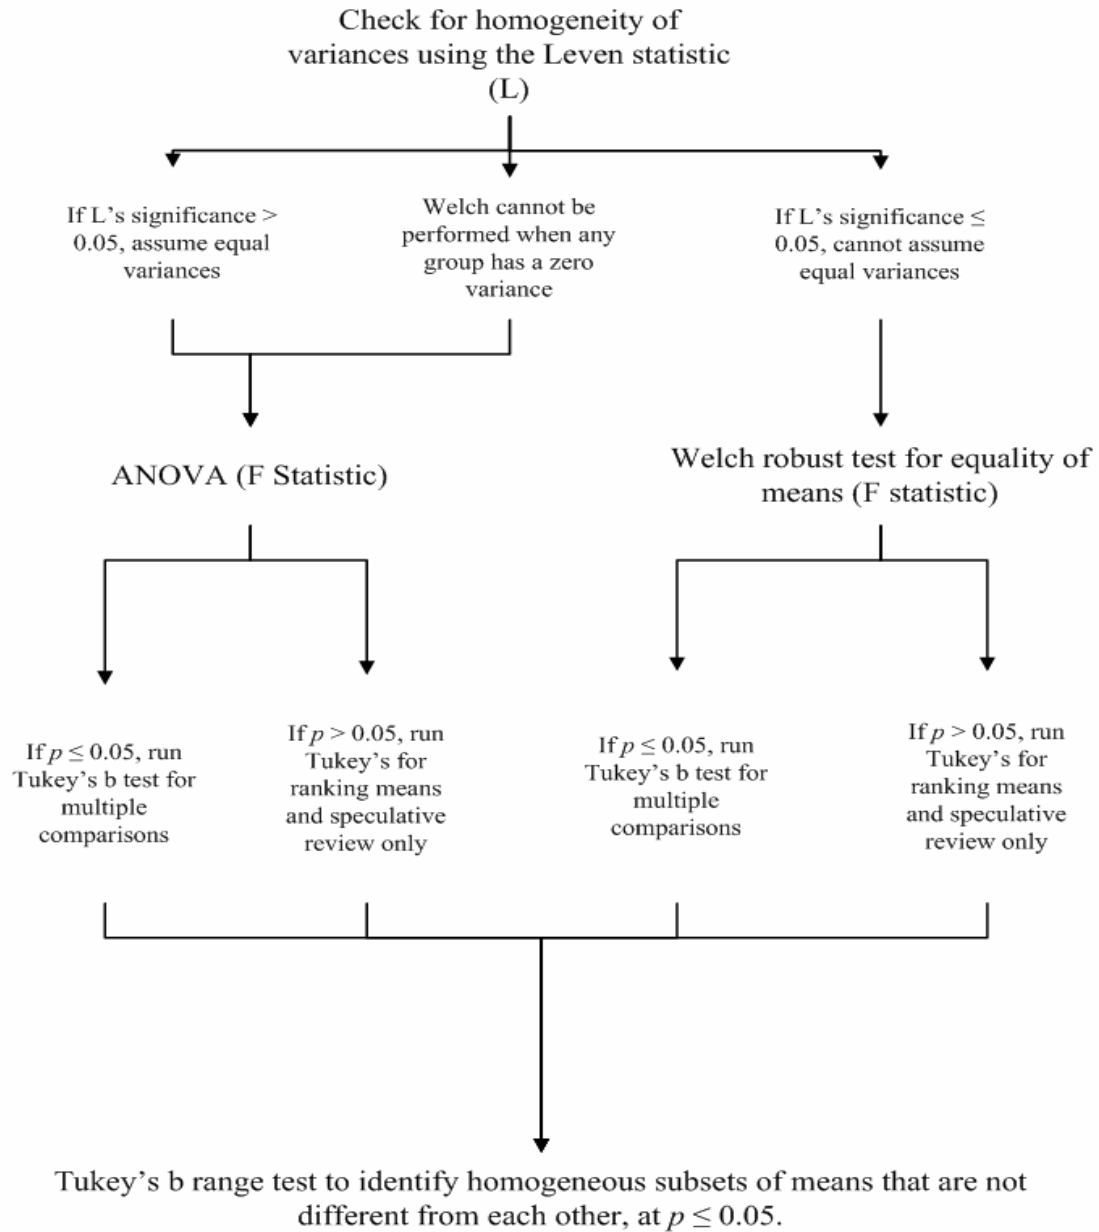 Check for homogeneity of
variances using the Leven statistic
(L)
If L's significance >
0.05, assume equal
variances
Welch cannot be
performed when any
group has a zero
variance
If L's significance ≤
0.05, cannot assume
equal variances
ANOVA (F Statistic)
Welch robust test for equality of
means (F statistic)
If p ≤ 0.05, run
Tukey's b test for
multiple
comparisons
If p > 0.05, run
Tukey's for
ranking means
and speculative
review only
If p ≤ 0.05, run
Tukey's b test for
multiple
comparisons
If p > 0.05, run
Tukey's for
ranking means
and speculative
review only
Tukey's b range test to identify homogeneous subsets of means that are not
different from each other, at p ≤ 0.05.